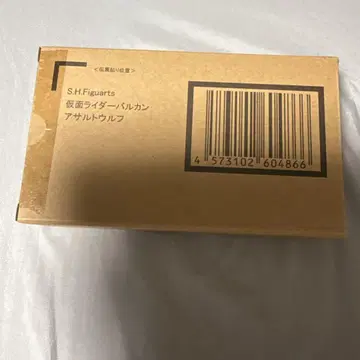 <伝票貼り位置>
S.H.Figuarts
仮面ライダーバルカン
アサルトウルフ
4 573102 604866